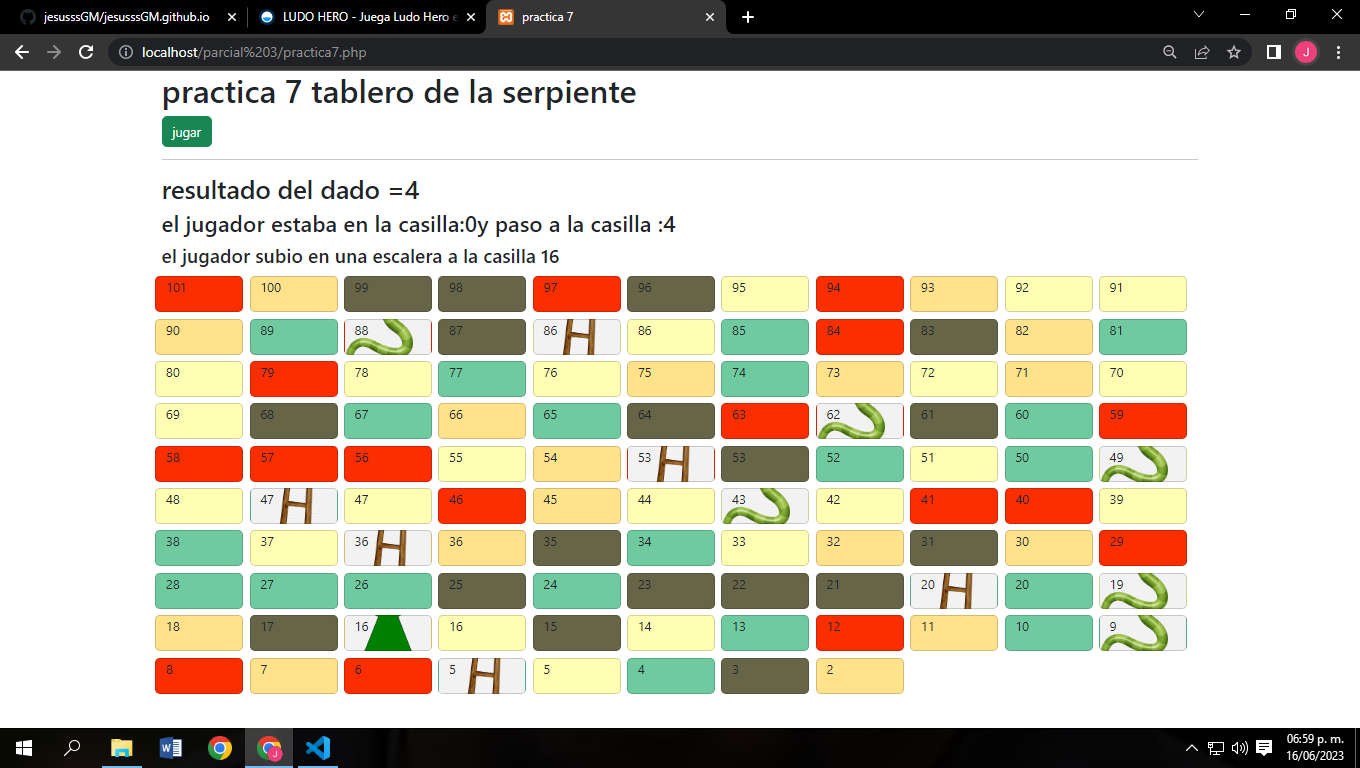 jesusssGM/jesusssGM.github.io
LUDO HERO - Juega Ludo Hero e
practica 7
localhost/parcial%203/practica7.php
J
practica 7 tablero de la serpiente
jugar
resultado del dado =4
el jugador estaba en la casilla:0y paso a la casilla :4
el jugador subio en una escalera a la casilla 16
101 100 99 98 97 96 95 94 93 92 91
90 89 88 87 86 86 85 84 83 82 81
80 79 78 77 76 75 74 73 72 71 70
69 68 67 66 65 64 63 62 61 60 59
58 57 56 55 54 53 53 52 51 50 49
48 47 47 46 45 44 43 42 41 40 39
38 37 36 36 35 34 33 32 31 30 29
28 27 26 25 24 23 22 21 20 20 19
18 17 16 16 15 14 13 12 11 10 9
8 7 6 5 5 4 3 2
W
J
06:59 p. m.
16/06/2023